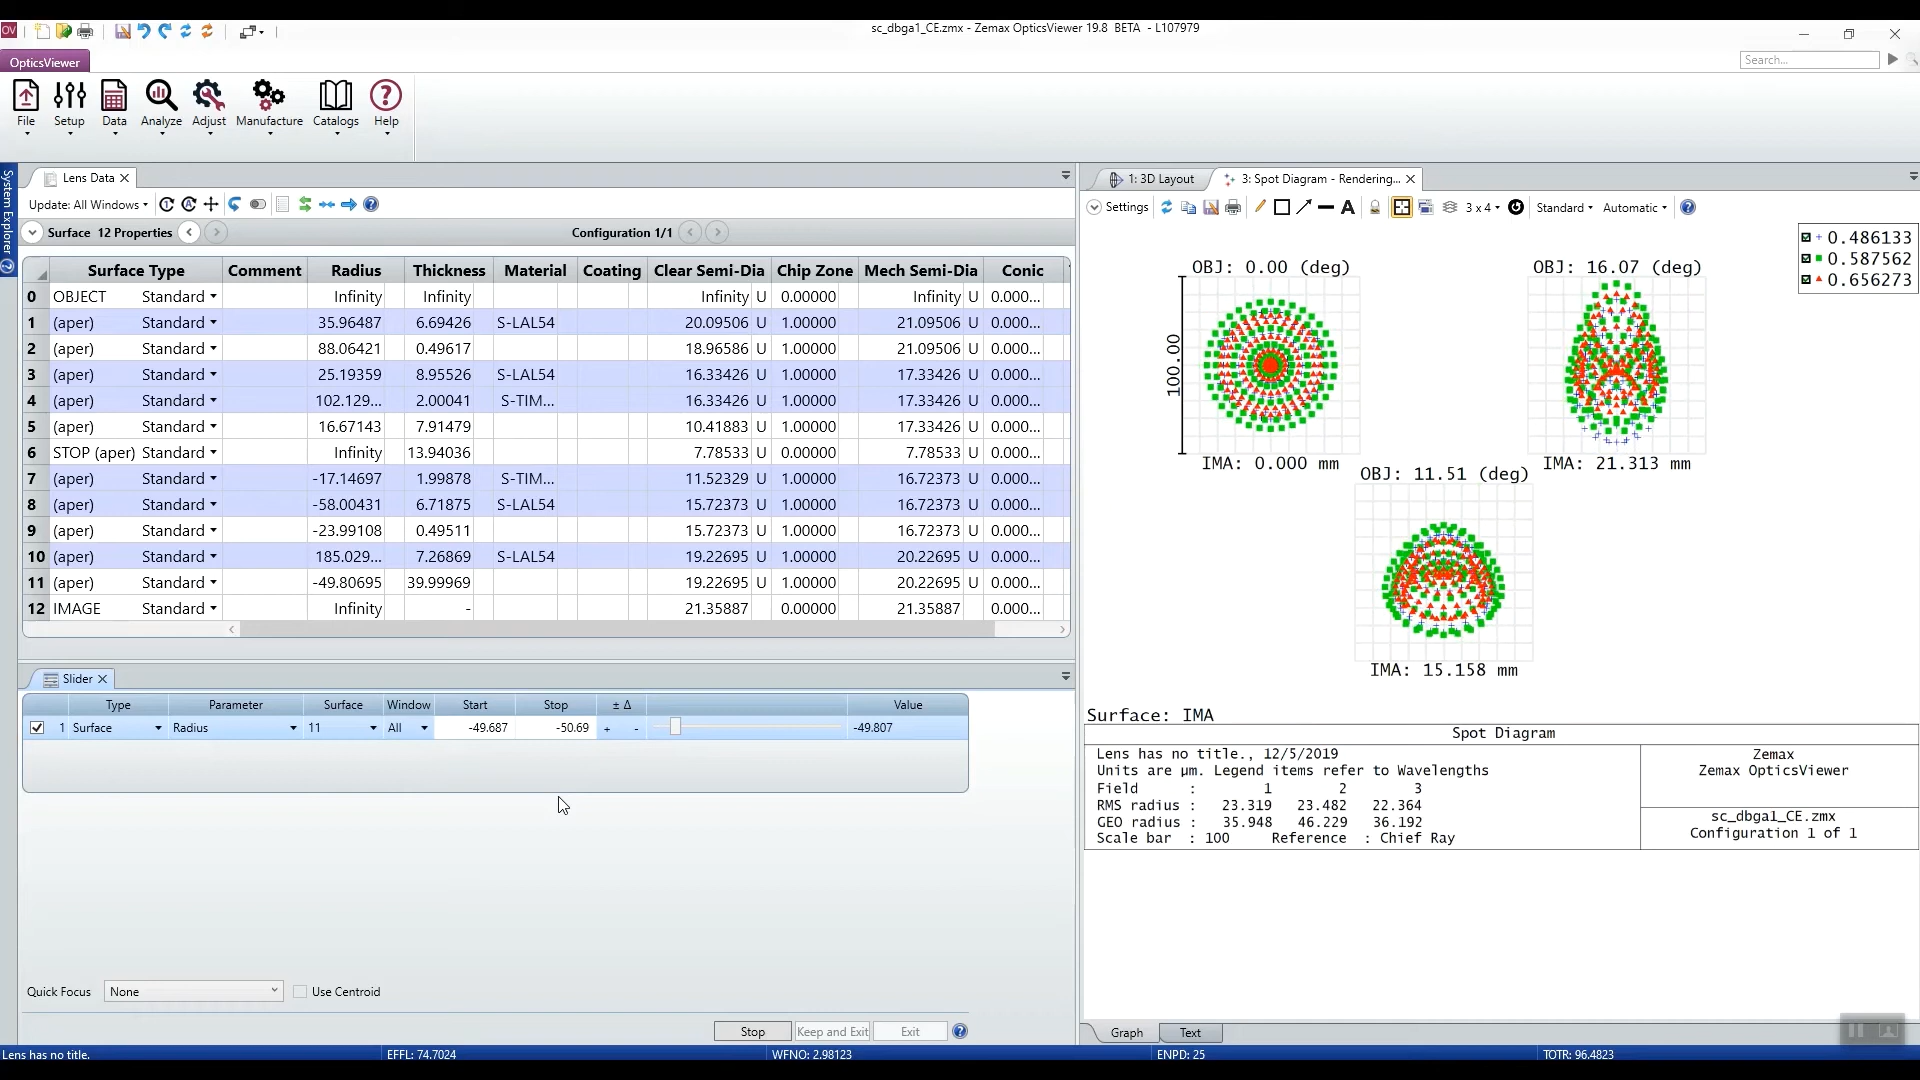 OV
sc_dbga1_CE.zmx - Zemax OpticsViewer 19.8 BETA - L107979
OpticsViewer
Search...
File Setup Data Analyze Adjust Manufacture Catalogs Help
System Explorer
Lens Data
Update: All Windows
Surface 12 Properties Configuration 1/1
Surface Type Comment Radius Thickness Material Coating Clear Semi-Dia Chip Zone Mech Semi-Dia Conic
0 OBJECT Standard Infinity Infinity Infinity U 0.00000 Infinity U 0.000...
1 (aper) Standard 35.96487 6.69426 S-LAL54 20.09506 U 1.00000 21.09506 U 0.000...
2 (aper) Standard 88.06421 0.49617 18.96586 U 1.00000 21.09506 U 0.000...
3 (aper) Standard 25.19359 8.95526 S-LAL54 16.33426 U 1.00000 17.33426 U 0.000...
4 (aper) Standard 102.129... 2.00041 S-TIM... 16.33426 U 1.00000 17.33426 U 0.000...
5 (aper) Standard 16.67143 7.91479 10.41883 U 1.00000 17.33426 U 0.000...
6 STOP (aper) Standard Infinity 13.94036 7.78533 U 0.00000 7.78533 U 0.000...
7 (aper) Standard -17.14697 1.99878 S-TIM... 11.52329 U 1.00000 16.72373 U 0.000...
8 (aper) Standard -58.00431 6.71875 S-LAL54 15.72373 U 1.00000 16.72373 U 0.000...
9 (aper) Standard -23.99108 0.49511 15.72373 U 1.00000 16.72373 U 0.000...
10 (aper) Standard 185.029... 7.26869 S-LAL54 19.22695 U 1.00000 20.22695 U 0.000...
11 (aper) Standard -49.80695 39.99969 19.22695 U 1.00000 20.22695 U 0.000...
12 IMAGE Standard Infinity - 21.35887 0.00000 21.35887 0.000...
Slider
Type Parameter Surface Window Start Stop ± Δ Value
1 Surface Radius 11 All -49.687 -50.69 + - -49.807
Quick Focus None Use Centroid
Stop Keep and Exit Exit
1: 3D Layout 3: Spot Diagram - Rendering...
Settings A 3 x 4 Standard Automatic
0.486133
0.587562
0.656273
OBJ: 0.00 (deg) OBJ: 16.07 (deg)
100.00
IMA: 0.000 mm IMA: 21.313 mm
OBJ: 11.51 (deg)
IMA: 15.158 mm
Surface: IMA
Spot Diagram
Lens has no title., 12/5/2019
Units are µm. Legend items refer to Wavelengths
Field : 1 2 3
RMS radius : 23.319 23.482 22.364
GEO radius : 35.948 46.229 36.192
Scale bar : 100 Reference : Chief Ray
Zemax
Zemax OpticsViewer
sc_dbga1_CE.zmx
Configuration 1 of 1
Graph Text
Lens has no title. EFFL: 74.7024 WFNO: 2.98123 ENPD: 25 TOTR: 96.4823